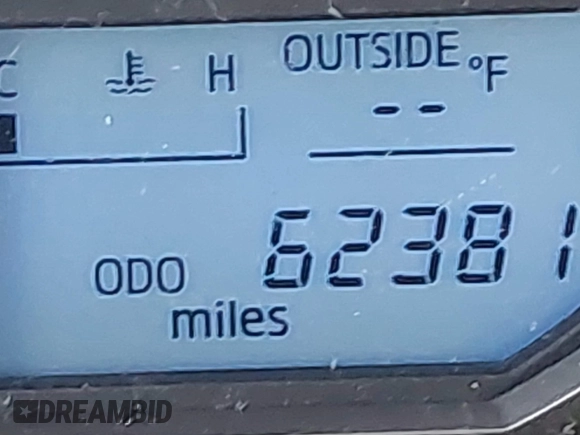 C H OUTSIDE °F
--
62381
ODO
miles
DREAMBID